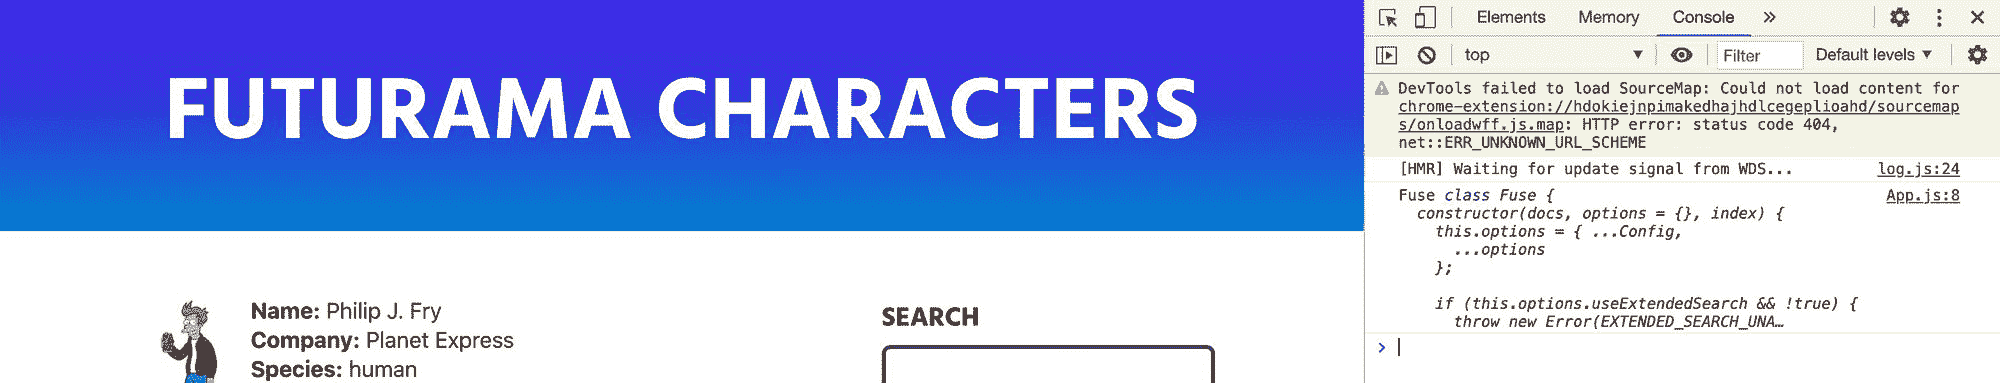 FUTURAMA CHARACTERS
Name: Philip J. Fry
Company: Planet Express
Species: human
SEARCH
Elements Memory Console »
top Filter Default levels
DevTools failed to load SourceMap: Could not load content for
chrome-extension://hdokiejnpimakedhajhdlcegeplioahd/sourcemap
s/onloadwff.js.map: HTTP error: status code 404,
net::ERR_UNKNOWN_URL_SCHEME
[HMR] Waiting for update signal from WDS... log.js:24
Fuse class Fuse { App.js:8
constructor(docs, options = {}, index) {
this.options = { ...Config,
...options
};
if (this.options.useExtendedSearch && !true) {
throw new Error(EXTENDED_SEARCH_UNA…
>